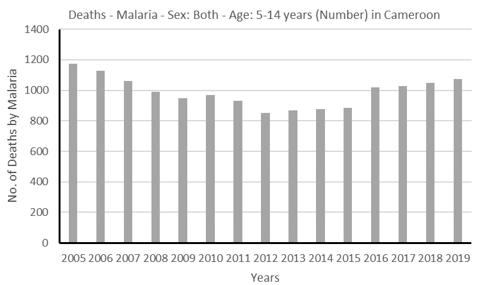 Deaths - Malaria - Sex: Both - Age: 5-14 years (Number) in Cameroon
No. of Deaths by Malaria
1400
1200
1000
800
600
400
200
0
2005 2006 2007 2008 2009 2010 2011 2012 2013 2014 2015 2016 2017 2018 2019
Years